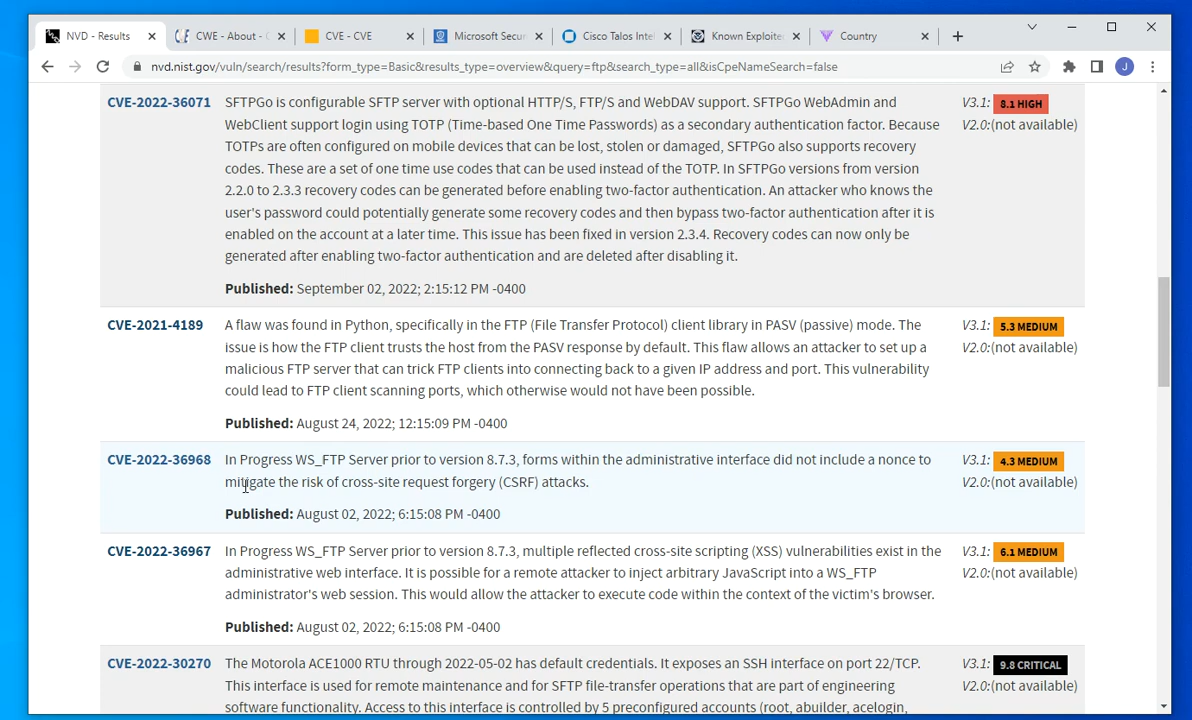 NVD - Results
CWE - About -
CVE - CVE
Microsoft Secur
Cisco Talos Inte
Known Exploite
Country
nvd.nist.gov/vuln/search/results?form_type=Basic&results_type=overview&query=ftp&search_type=all&isCpeNameSearch=false
J
CVE-2022-36071 SFTPGo is configurable SFTP server with optional HTTP/S, FTP/S and WebDAV support. SFTPGo WebAdmin and V3.1: 8.1 HIGH
WebClient support login using TOTP (Time-based One Time Passwords) as a secondary authentication factor. Because V2.0:(not available)
TOTPs are often configured on mobile devices that can be lost, stolen or damaged, SFTPGo also supports recovery
codes. These are a set of one time use codes that can be used instead of the TOTP. In SFTPGo versions from version
2.2.0 to 2.3.3 recovery codes can be generated before enabling two-factor authentication. An attacker who knows the
user's password could potentially generate some recovery codes and then bypass two-factor authentication after it is
enabled on the account at a later time. This issue has been fixed in version 2.3.4. Recovery codes can now only be
generated after enabling two-factor authentication and are deleted after disabling it.
Published: September 02, 2022; 2:15:12 PM -0400
CVE-2021-4189 A flaw was found in Python, specifically in the FTP (File Transfer Protocol) client library in PASV (passive) mode. The V3.1: 5.3 MEDIUM
issue is how the FTP client trusts the host from the PASV response by default. This flaw allows an attacker to set up a V2.0:(not available)
malicious FTP server that can trick FTP clients into connecting back to a given IP address and port. This vulnerability
could lead to FTP client scanning ports, which otherwise would not have been possible.
Published: August 24, 2022; 12:15:09 PM -0400
CVE-2022-36968 In Progress WS_FTP Server prior to version 8.7.3, forms within the administrative interface did not include a nonce to V3.1: 4.3 MEDIUM
mitigate the risk of cross-site request forgery (CSRF) attacks. V2.0:(not available)
Published: August 02, 2022; 6:15:08 PM -0400
CVE-2022-36967 In Progress WS_FTP Server prior to version 8.7.3, multiple reflected cross-site scripting (XSS) vulnerabilities exist in the V3.1: 6.1 MEDIUM
administrative web interface. It is possible for a remote attacker to inject arbitrary JavaScript into a WS_FTP V2.0:(not available)
administrator's web session. This would allow the attacker to execute code within the context of the victim's browser.
Published: August 02, 2022; 6:15:08 PM -0400
CVE-2022-30270 The Motorola ACE1000 RTU through 2022-05-02 has default credentials. It exposes an SSH interface on port 22/TCP. V3.1: 9.8 CRITICAL
This interface is used for remote maintenance and for SFTP file-transfer operations that are part of engineering V2.0:(not available)
software functionality. Access to this interface is controlled by 5 preconfigured accounts (root, abuilder, acelogin,